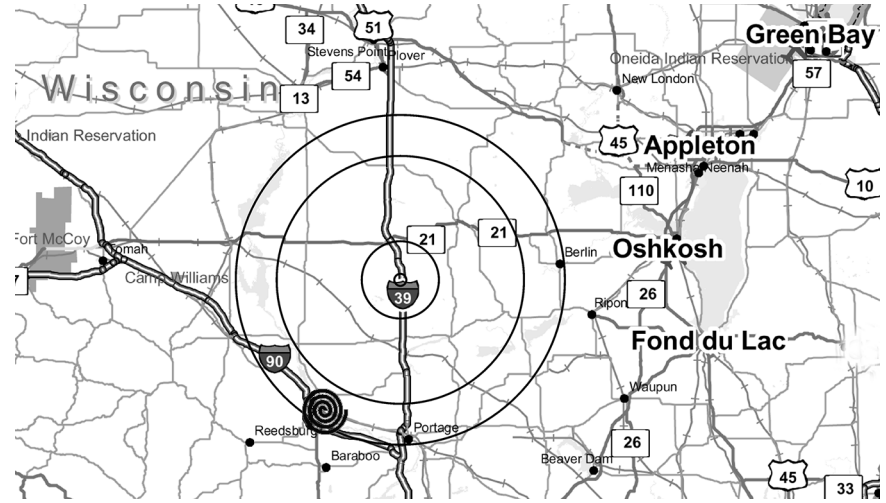 51
34
Green Bay
Stevens Point
Plover
Oneida Indian Reservation
54
57
New London
Wisconsin
13
Indian Reservation
45
Appleton
Menasha
Neenah
10
110
21
21
Fort McCoy
Tomah
Oshkosh
Berlin
Camp Williams
7
39
26
Ripon
Fond du Lac
90
Waupun
Reedsburg
Portage
26
Baraboo
Beaver Dam
45
33